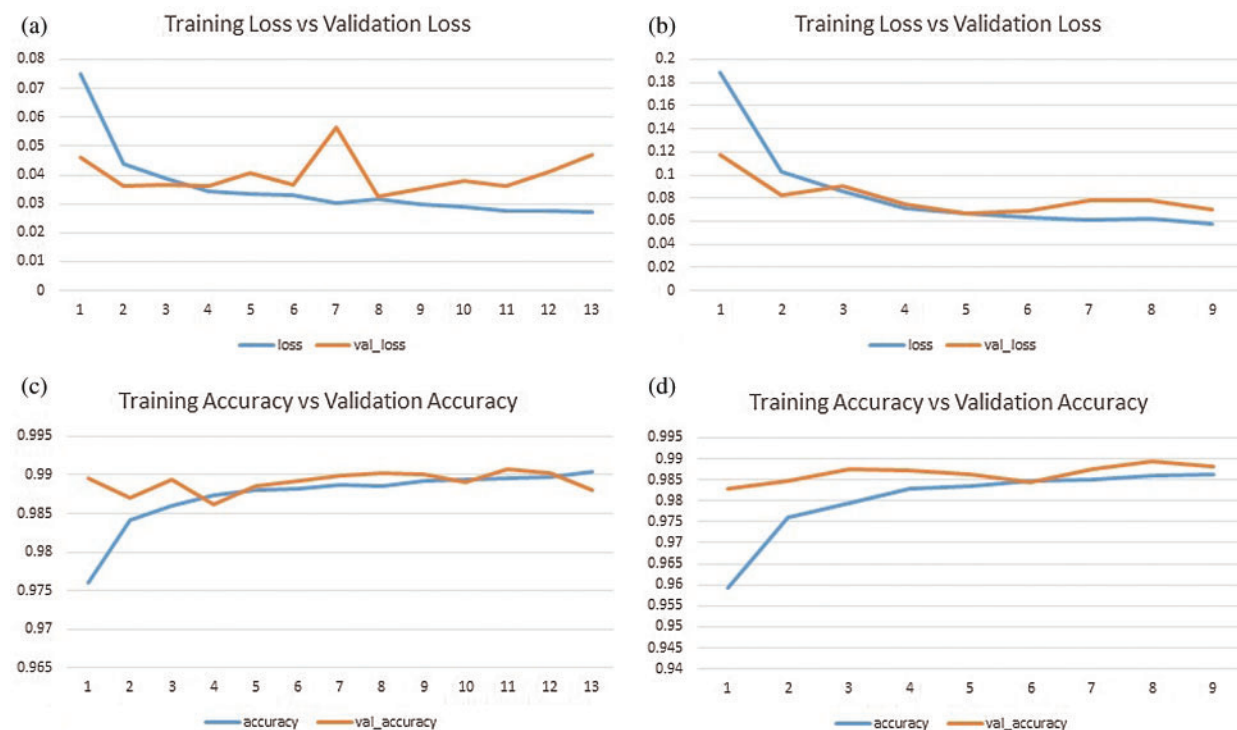 (a)
Training Loss vs Validation Loss
0.08
0.07
0.06
0.05
0.04
0.03
0.02
0.01
0
1 2 3 4 5 6 7 8 9 10 11 12 13
loss val_loss
(b)
Training Loss vs Validation Loss
0.2
0.18
0.16
0.14
0.12
0.1
0.08
0.06
0.04
0.02
0
1 2 3 4 5 6 7 8 9
loss val_loss
(c)
Training Accuracy vs Validation Accuracy
0.995
0.99
0.985
0.98
0.975
0.97
0.965
1 2 3 4 5 6 7 8 9 10 11 12 13
accuracy val_accuracy
(d)
Training Accuracy vs Validation Accuracy
0.995
0.99
0.985
0.98
0.975
0.97
0.965
0.96
0.955
0.95
0.945
0.94
1 2 3 4 5 6 7 8 9
accuracy val_accuracy